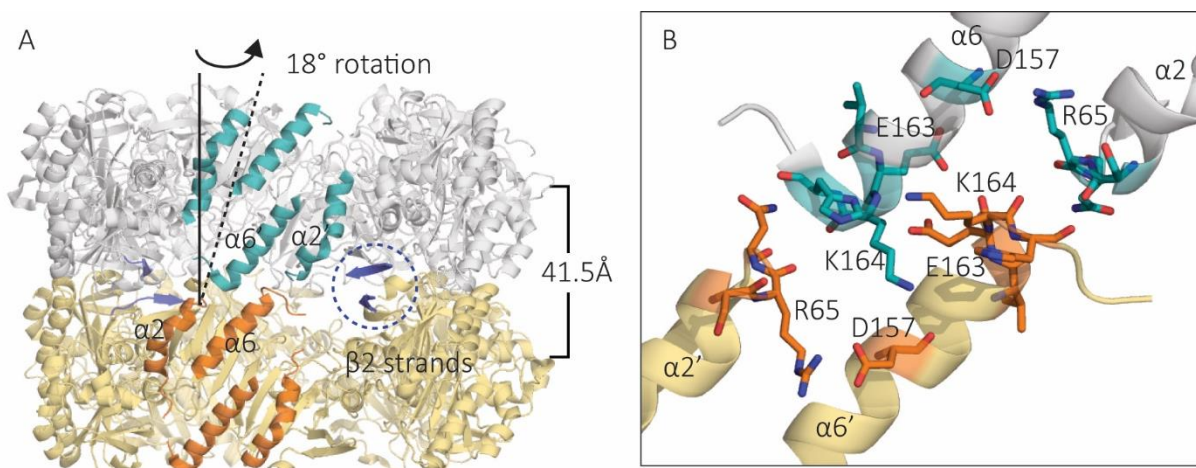 A
18° rotation
α6
α2
41.5Å
α2
α6
β2 strands
B
α6
D157
α2
E163
R65
K164
K164
E163
R65
D157
α2’
α6’